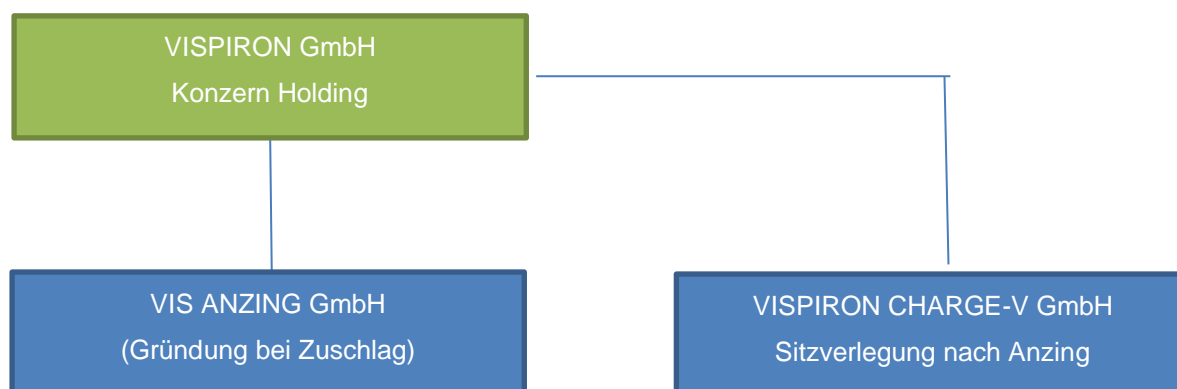 VISPIRON GmbH
Konzern Holding
VIS ANZING GmbH
(Gründung bei Zuschlag)
VISPIRON CHARGE-V GmbH
Sitzverlegung nach Anzing